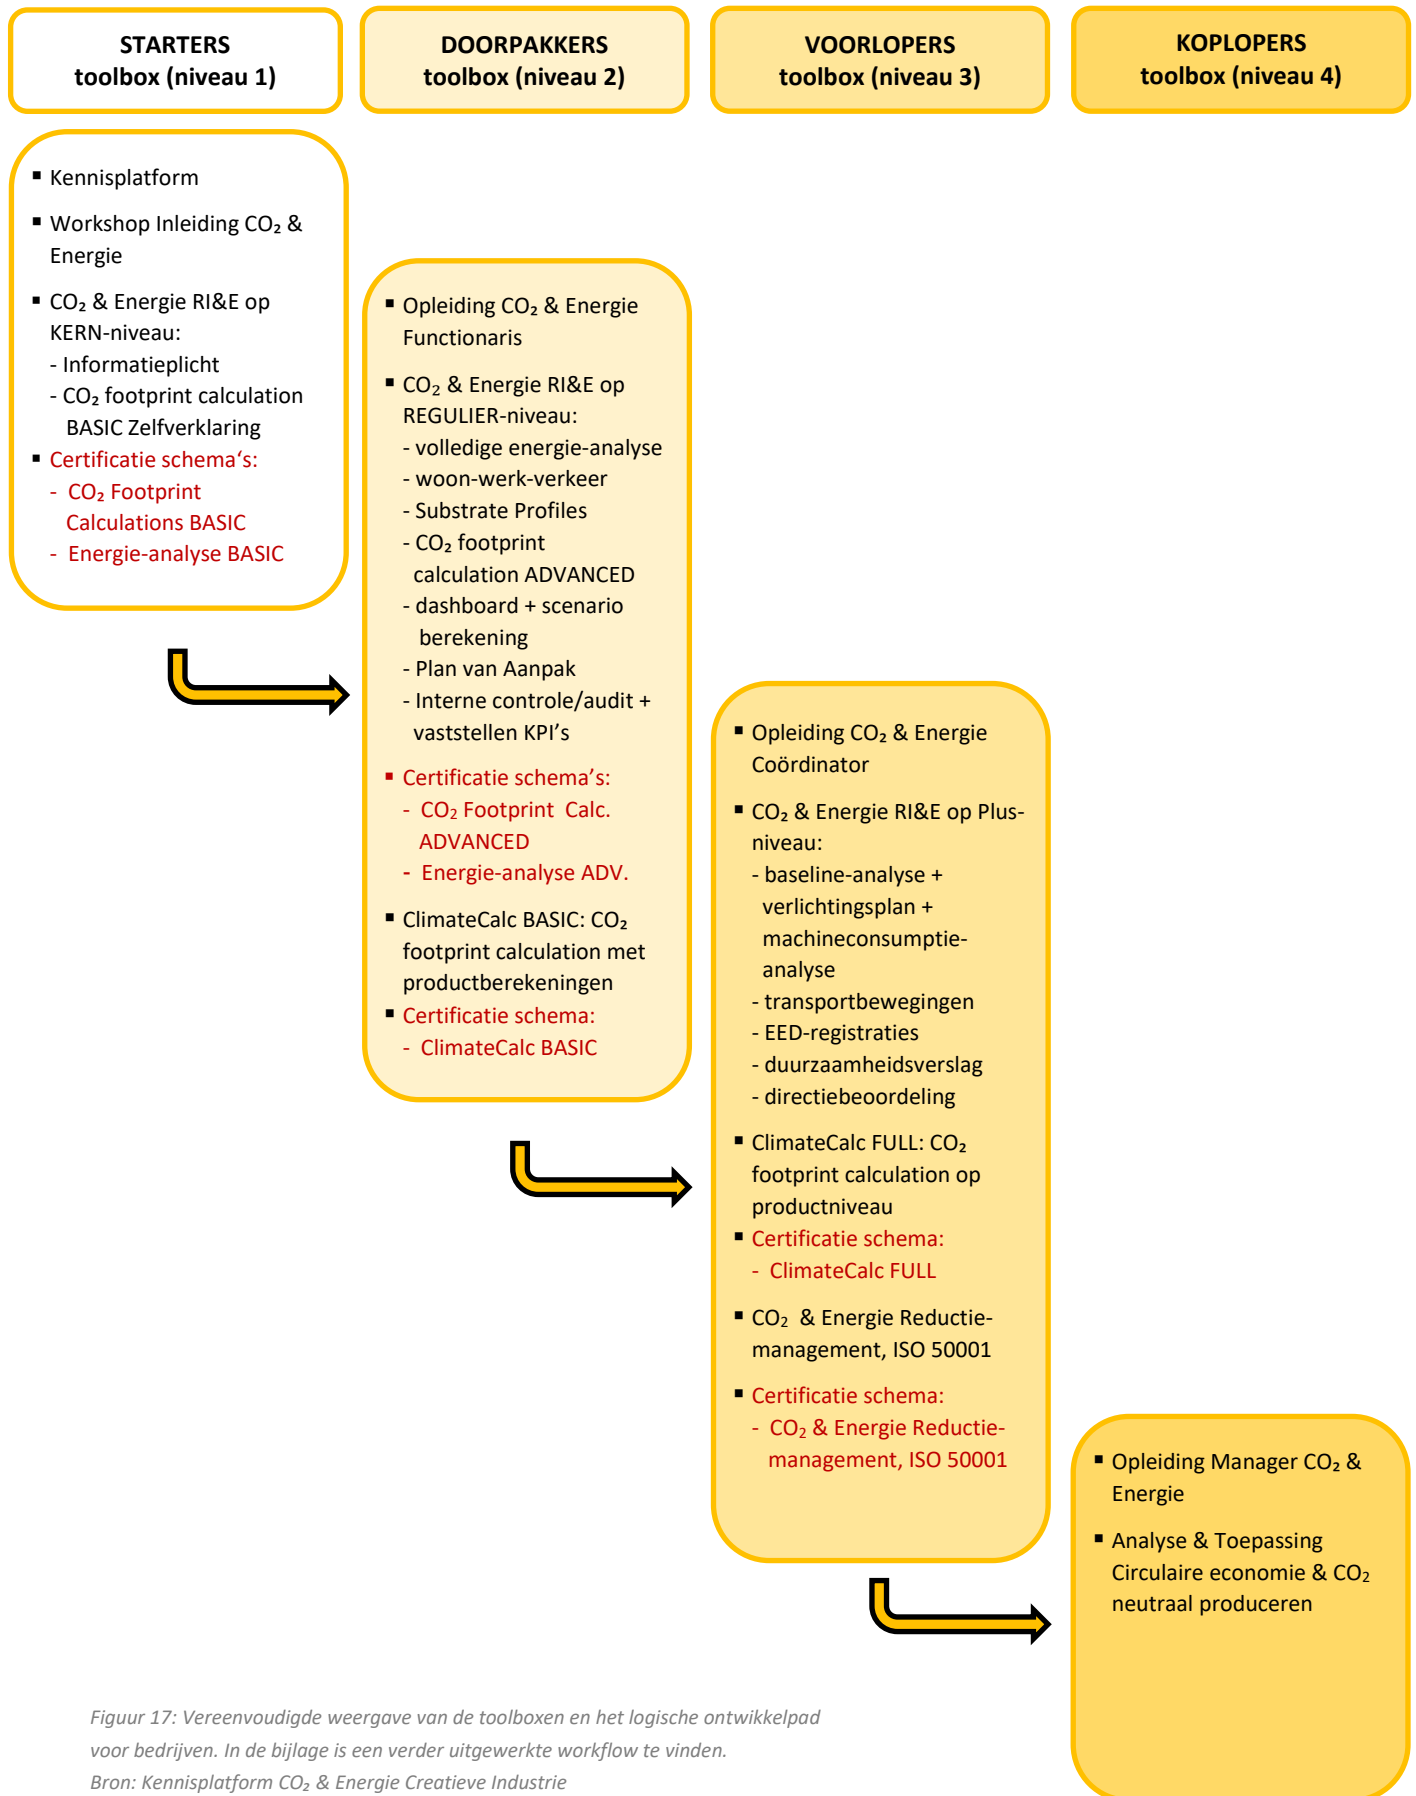 STARTERS
toolbox (niveau 1)
DOORPAKKERS
toolbox (niveau 2)
VOORLOPERS
toolbox (niveau 3)
KOPLOPERS
toolbox (niveau 4)
▪ Kennisplatform
▪ Workshop Inleiding CO₂ &
Energie
▪ CO₂ & Energie RI&E op
KERN-niveau:
- Informatieplicht
- CO₂ footprint calculation
BASIC Zelfverklaring
▪ Certificatie schema‘s:
- CO₂ Footprint
Calculations BASIC
- Energie-analyse BASIC
▪ Opleiding CO₂ & Energie
Functionaris
▪ CO₂ & Energie RI&E op
REGULIER-niveau:
- volledige energie-analyse
- woon-werk-verkeer
- Substrate Profiles
- CO₂ footprint
calculation ADVANCED
- dashboard + scenario
berekening
- Plan van Aanpak
- Interne controle/audit +
vaststellen KPI’s
▪ Certificatie schema’s:
- CO₂ Footprint Calc.
ADVANCED
- Energie-analyse ADV.
▪ ClimateCalc BASIC: CO₂
footprint calculation met
productberekeningen
▪ Certificatie schema:
- ClimateCalc BASIC
▪ Opleiding CO₂ & Energie
Coördinator
▪ CO₂ & Energie RI&E op Plus-
niveau:
- baseline-analyse +
verlichtingsplan +
machineconsumptie-
analyse
- transportbewegingen
- EED-registraties
- duurzaamheidsverslag
- directiebeoordeling
▪ ClimateCalc FULL: CO₂
footprint calculation op
productniveau
▪ Certificatie schema:
- ClimateCalc FULL
▪ CO₂ & Energie Reductie-
management, ISO 50001
▪ Certificatie schema:
- CO₂ & Energie Reductie-
management, ISO 50001
▪ Opleiding Manager CO₂ &
Energie
▪ Analyse & Toepassing
Circulaire economie & CO₂
neutraal produceren
Figuur 17: Vereenvoudigde weergave van de toolboxen en het logische ontwikkelpad
voor bedrijven. In de bijlage is een verder uitgewerkte workflow te vinden.
Bron: Kennisplatform CO₂ & Energie Creatieve Industrie